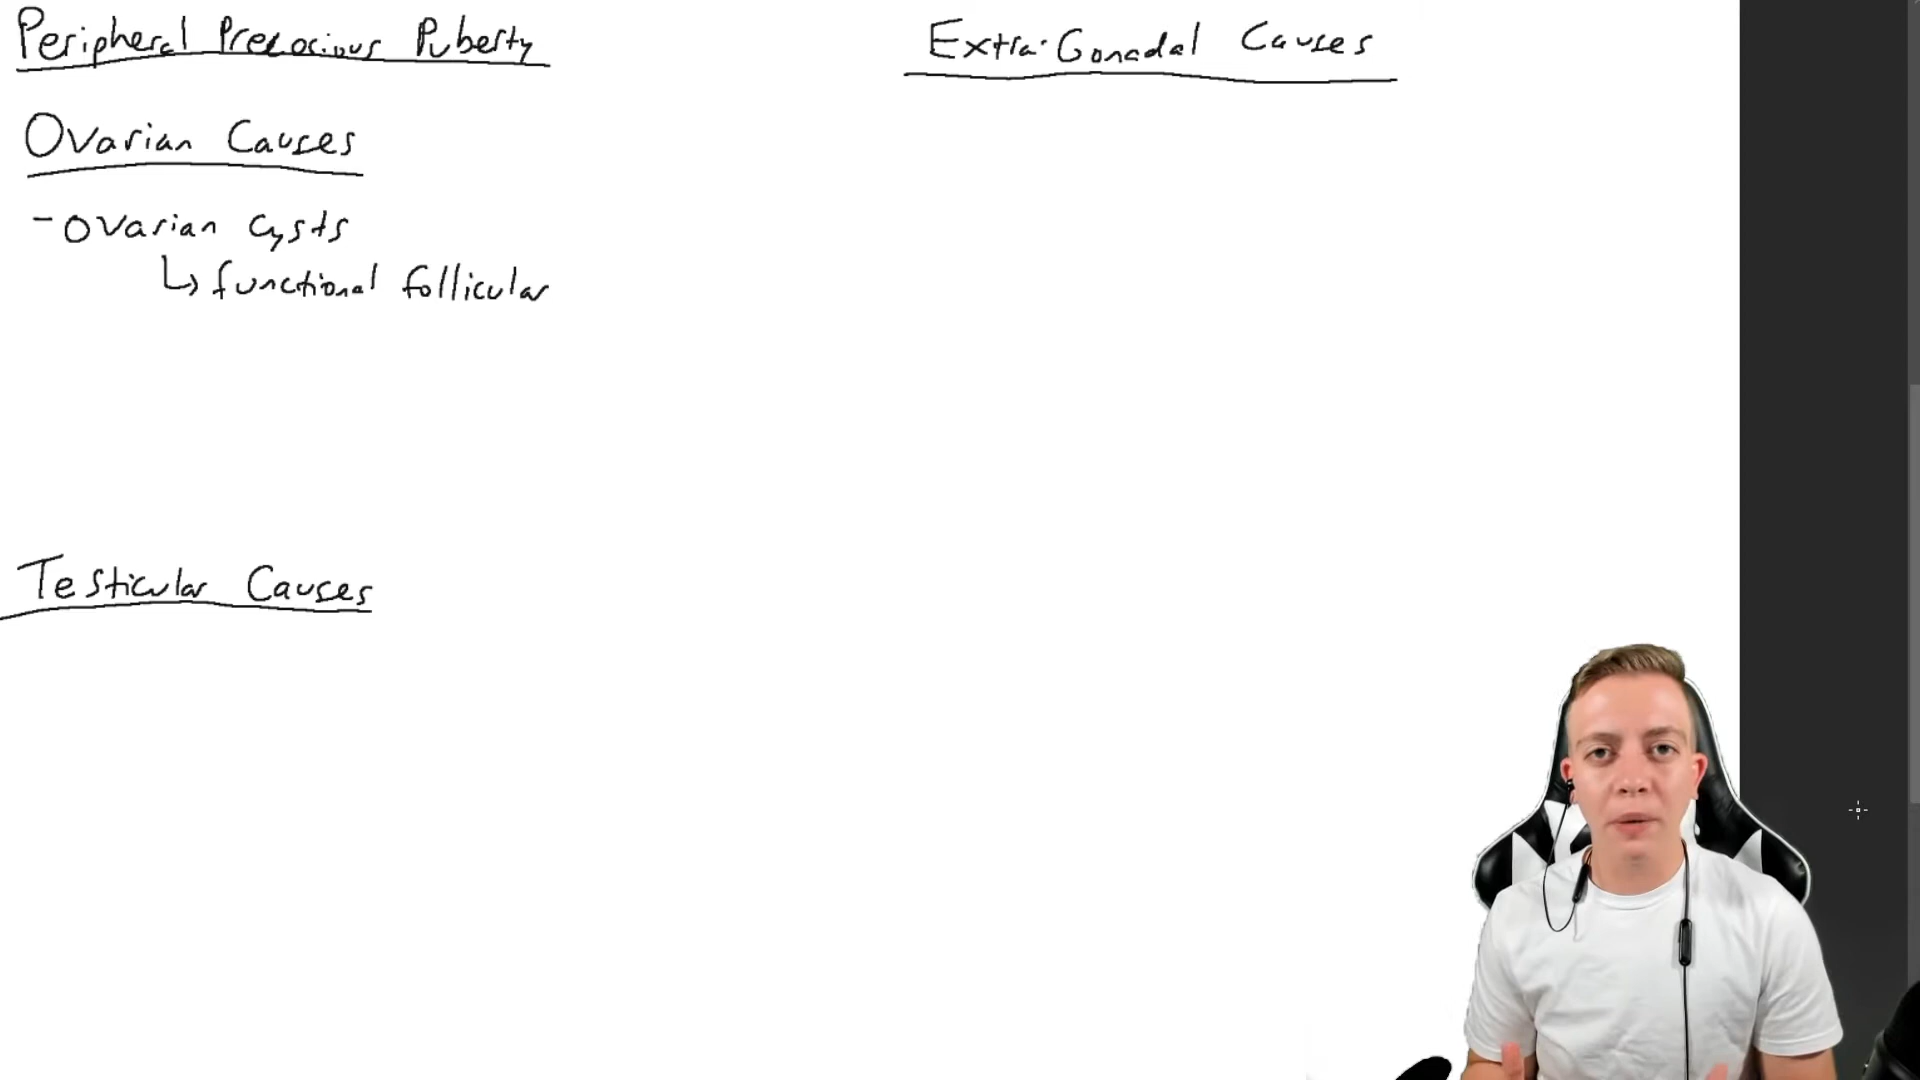 Peripheral Precocious Puberty
Ovarian Causes
- Ovarian Cysts
↳ functional follicular
Testicular Causes
Extra-Gonadal Causes